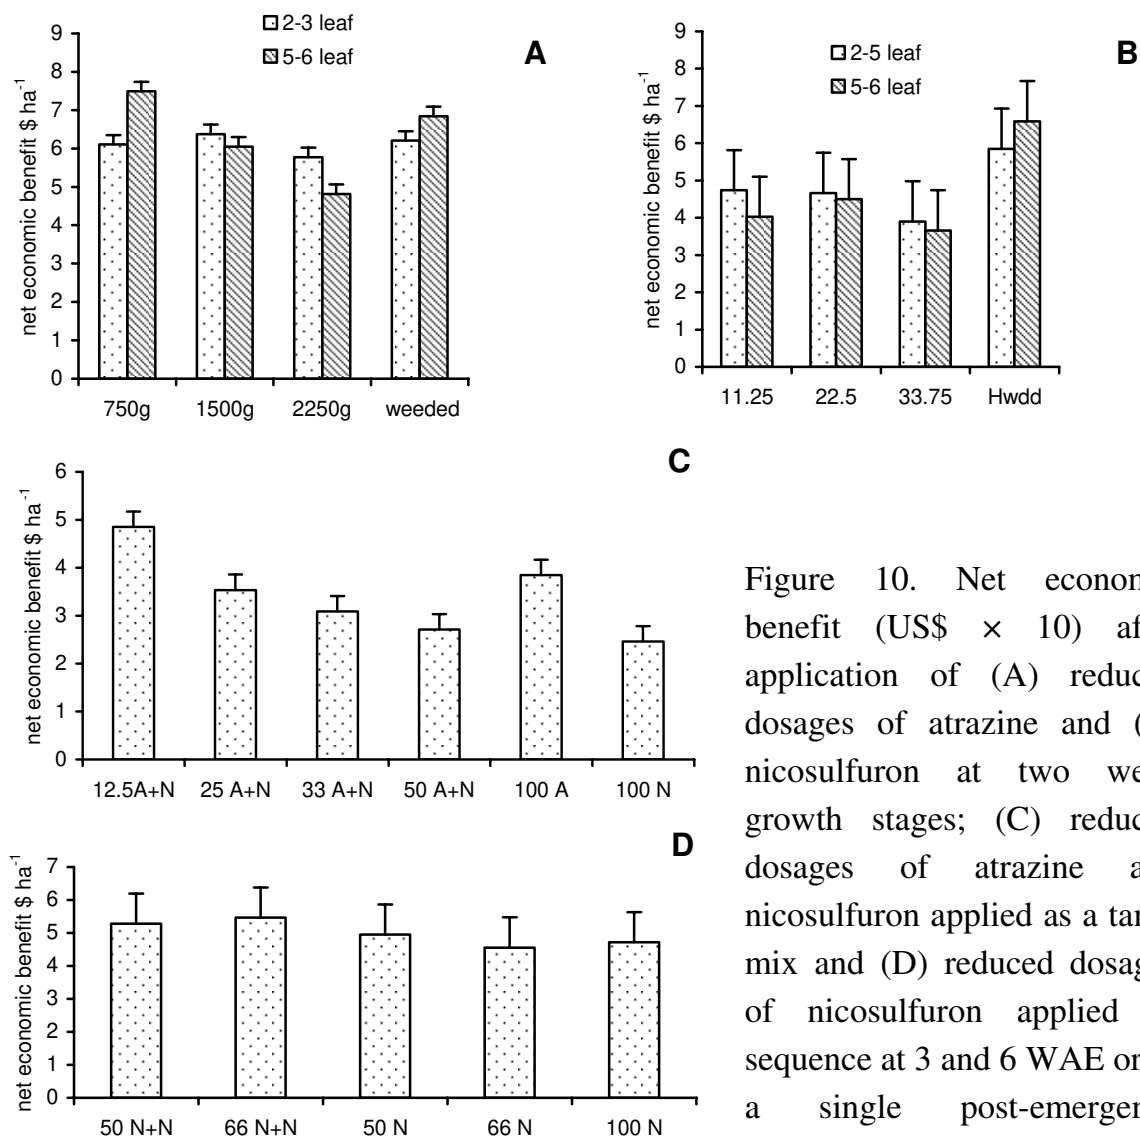 2-3 leaf
5-6 leaf
A
net economic benefit $ ha-1
9
8
7
6
5
4
3
2
1
0
750g 1500g 2250g weeded
2-5 leaf
5-6 leaf
B
net economic benefit $ ha-1
9
8
7
6
5
4
3
2
1
0
11.25 22.5 33.75 Hwdd
C
net economic benefit $ ha-1
6
5
4
3
2
1
0
12.5A+N 25 A+N 33 A+N 50 A+N 100 A 100 N
D
net economic benefit $ ha-1
7
6
5
4
3
2
1
0
50 N+N 66 N+N 50 N 66 N 100 N
Figure 10. Net econom
benefit (US$ × 10) af
application of (A) reduc
dosages of atrazine and (
nicosulfuron at two we
growth stages; (C) reduc
dosages of atrazine a
nicosulfuron applied as a tan
mix and (D) reduced dosag
of nicosulfuron applied
sequence at 3 and 6 WAE or
a single post-emergen